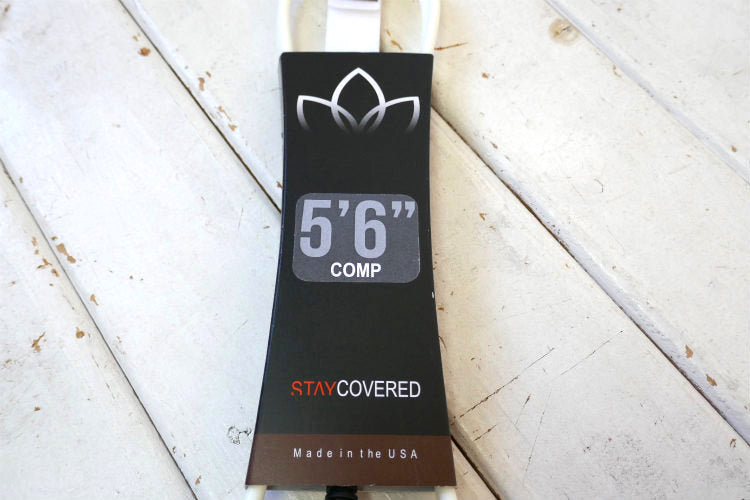 5’6”
COMP
STAYCOVERED
Made in the USA